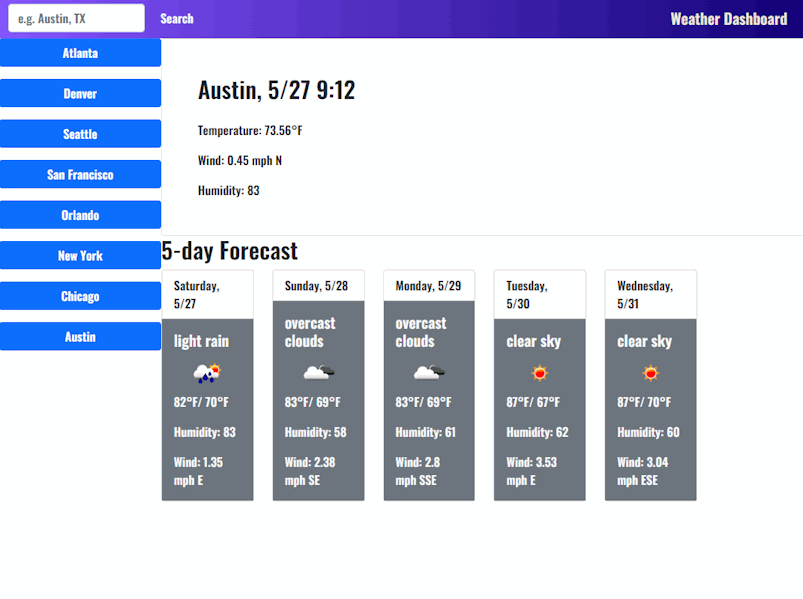 e.g. Austin, TX
Search
Weather Dashboard
Atlanta
Denver
Seattle
San Francisco
Orlando
New York
Chicago
Austin
Austin, 5/27 9:12
Temperature: 73.56°F
Wind: 0.45 mph N
Humidity: 83
5-day Forecast
Saturday,
5/27
light rain
82°F/ 70°F
Humidity: 83
Wind: 1.35
mph E
Sunday, 5/28
overcast
clouds
83°F/ 69°F
Humidity: 58
Wind: 2.38
mph SE
Monday, 5/29
overcast
clouds
83°F/ 69°F
Humidity: 61
Wind: 2.8
mph SSE
Tuesday,
5/30
clear sky
87°F/ 67°F
Humidity: 62
Wind: 3.53
mph E
Wednesday,
5/31
clear sky
87°F/ 70°F
Humidity: 60
Wind: 3.04
mph ESE